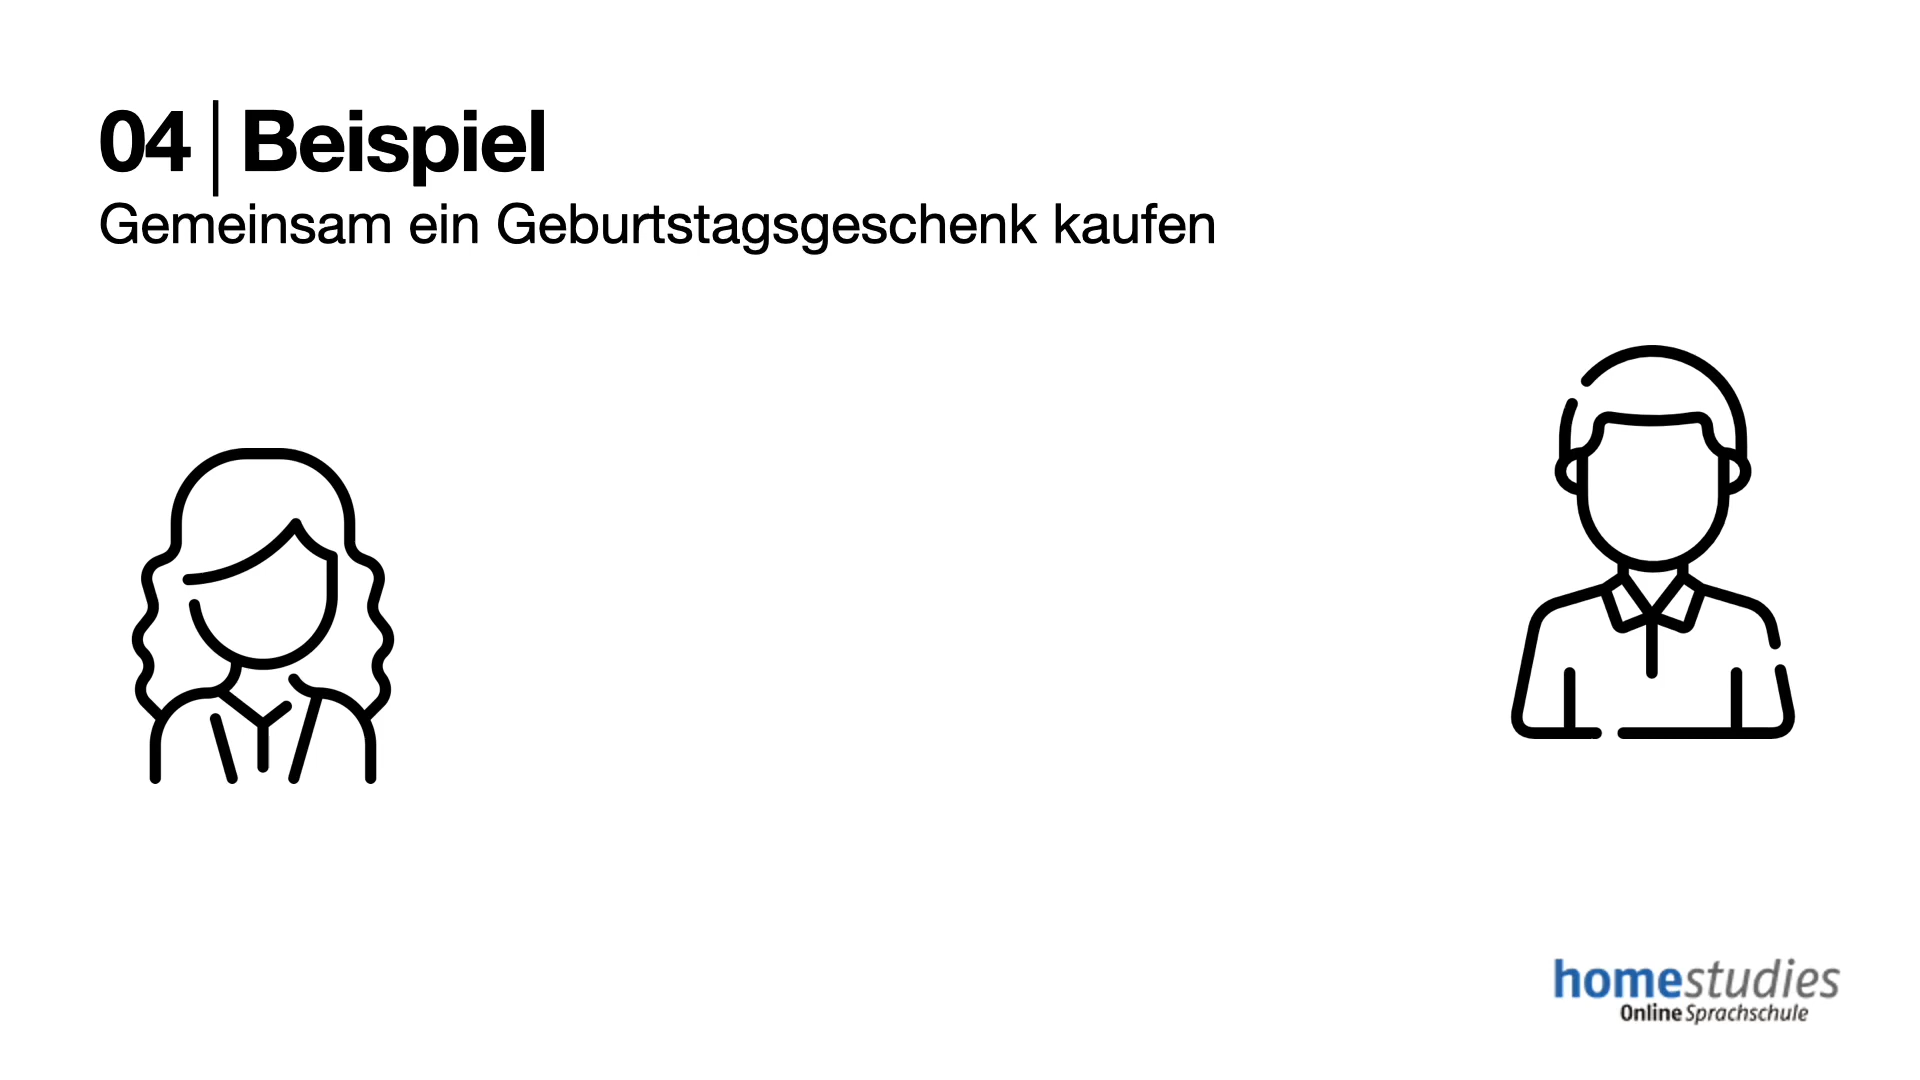 04 | Beispiel
Gemeinsam ein Geburtstagsgeschenk kaufen
homestudies
Online Sprachschule